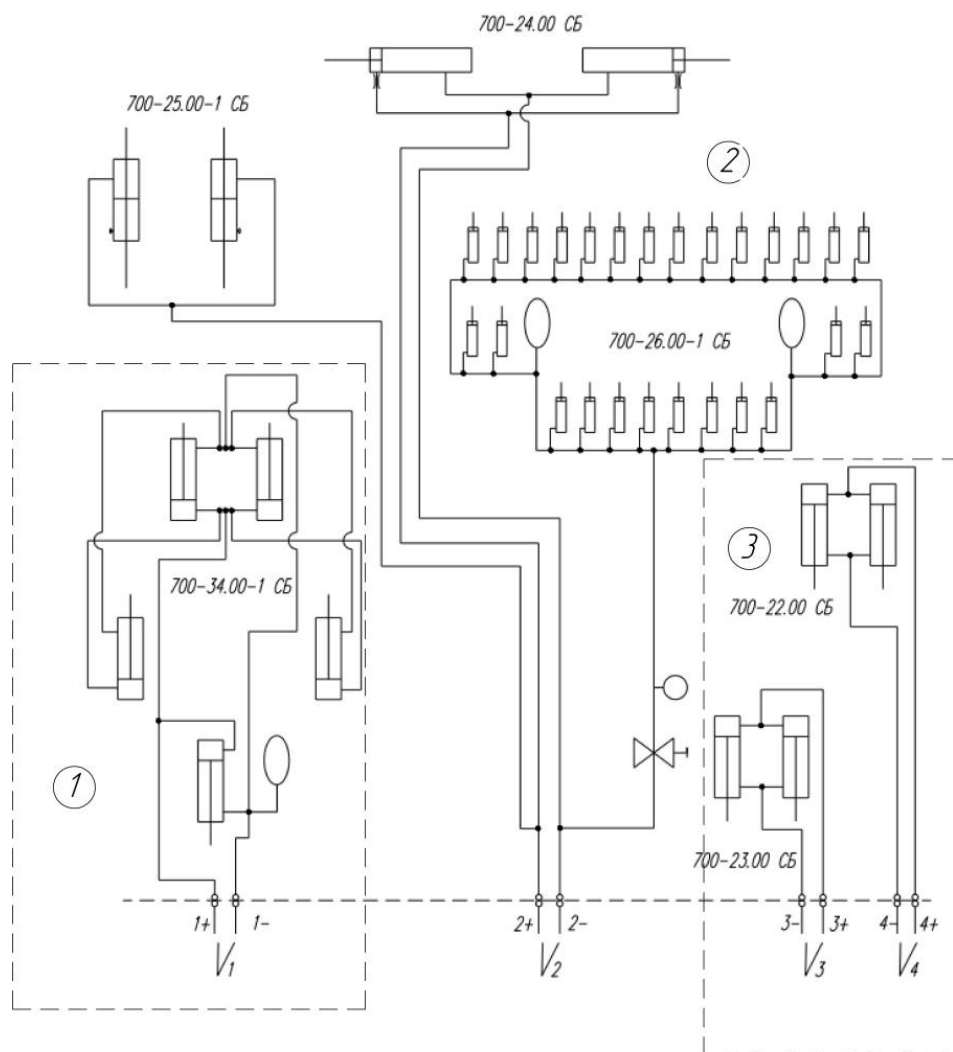 700-24.00 СБ
700-25.00-1 СБ
2
700-26.00-1 СБ
3
700-34.00-1 СБ
700-22.00 СБ
1
700-23.00 СБ
1+ 1- 2+ 2- 3- 3+ 4- 4+
V1 V2 V3 V4